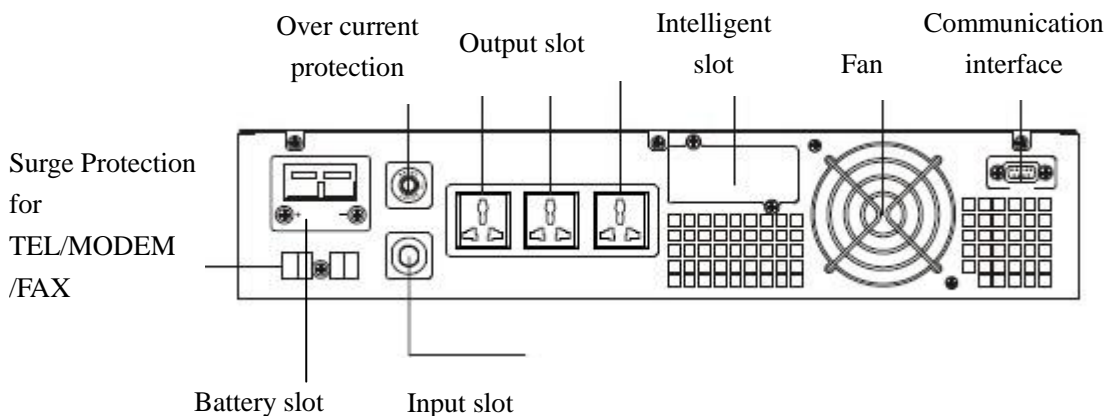 Over current
protection
Output slot
Intelligent
slot
Fan
Communication
interface
Surge Protection
for
TEL/MODEM
/FAX
+ −
Battery slot
Input slot